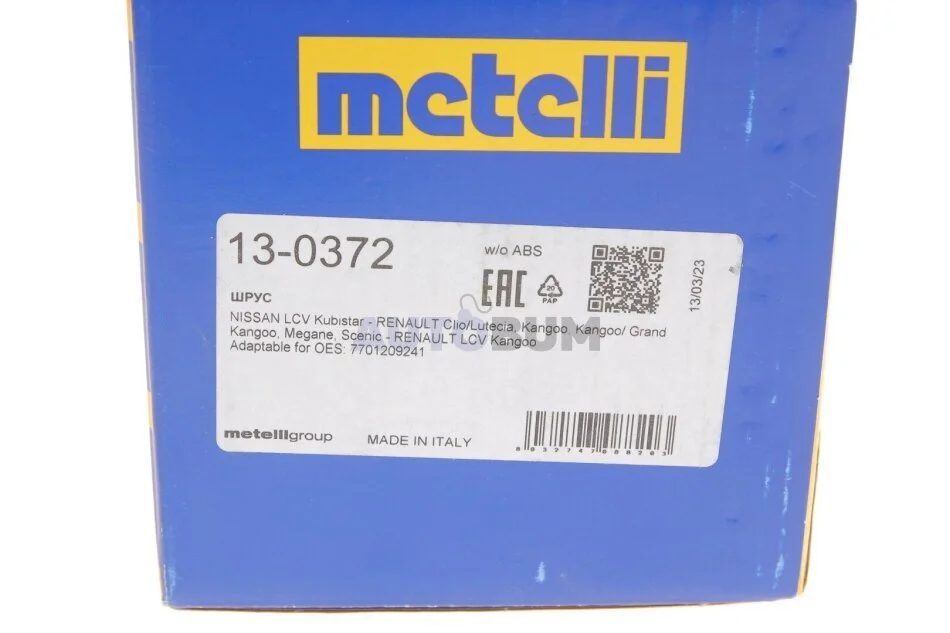 metelli
13-0372
w/o ABS
EAC
20
PAP
13/03/23
ШРУС
NISSAN LCV Kubistar - RENAULT Clio/Lutecia, Kangoo, Kangoo/ Grand
Kangoo, Megane, Scenic - RENAULT LCV Kangoo
Adaptable for OES: 7701209241
AUTOBUM
metelligroup
MADE IN ITALY